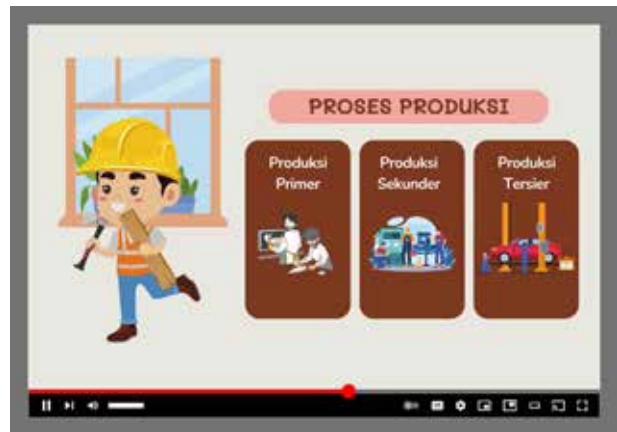 PROSES PRODUKSI
Produksi
Primer
Produksi
Sekunder
Produksi
Tersier